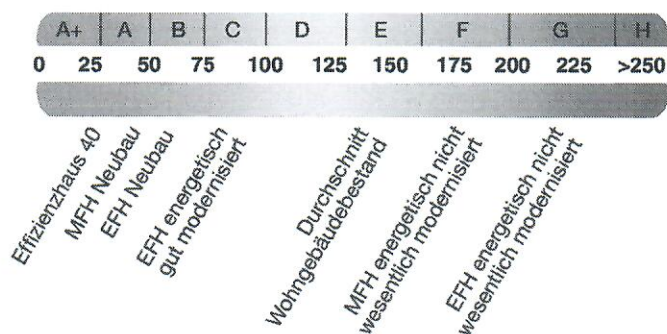 A+ A B C D E F G H
0 25 50 75 100 125 150 175 200 225 >250
Effizienzhaus 40
MFH Neubau
EFH Neubau
EFH energetisch
gut modernisiert
Durchschnitt
Wohngebäudebestand
MFH energetisch nicht
wesentlich modernisiert
EFH energetisch nicht
wesentlich modernisiert